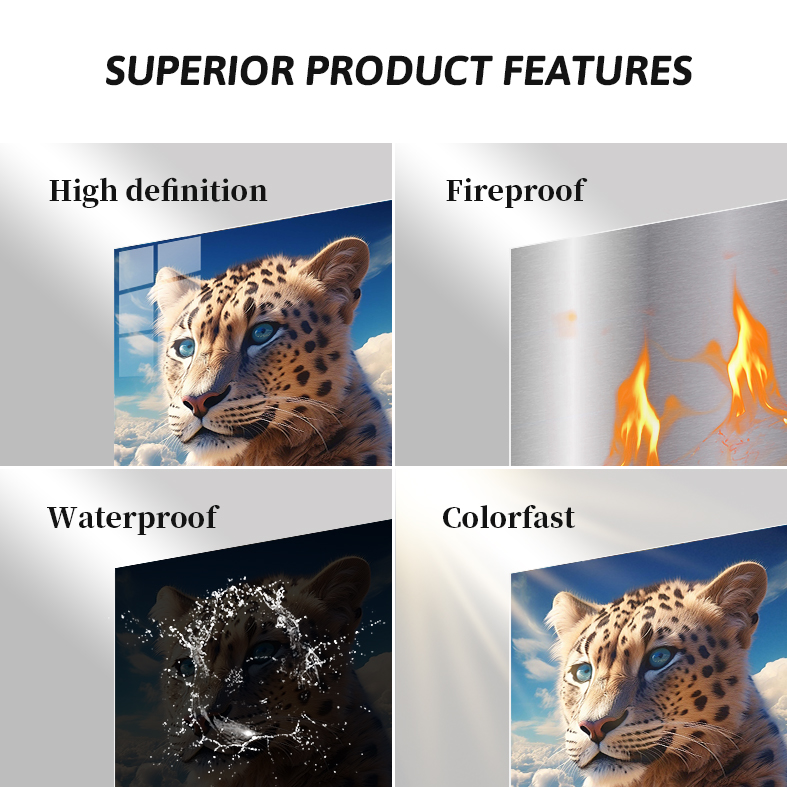 SUPERIOR PRODUCT FEATURES
High definition
Fireproof
Waterproof
Colorfast